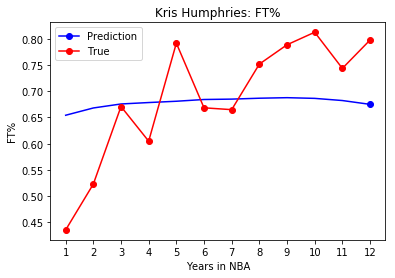 Kris Humphries: FT%
Prediction
True
FT%
0.80
0.75
0.70
0.65
0.60
0.55
0.50
0.45
1 2 3 4 5 6 7 8 9 10 11 12
Years in NBA